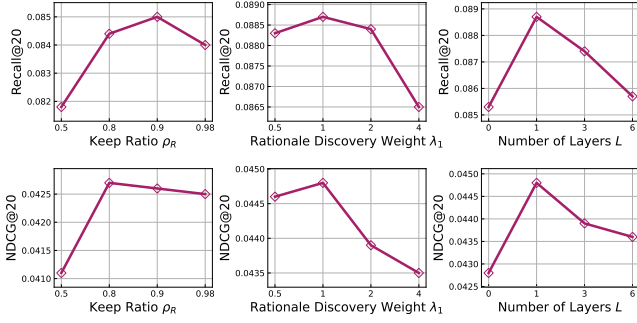 Recall@20
0.085
0.084
0.083
0.082
0.5 0.8 0.9 0.98
Keep Ratio ρR
Recall@20
0.0890
0.0885
0.0880
0.0875
0.0870
0.0865
0.5 1 2 4
Rationale Discovery Weight λ1
Recall@20
0.089
0.088
0.087
0.086
0.085
0 1 3 6
Number of Layers L
NDCG@20
0.0425
0.0420
0.0415
0.0410
0.5 0.8 0.9 0.98
Keep Ratio ρR
NDCG@20
0.0450
0.0445
0.0440
0.0435
0.5 1 2 4
Rationale Discovery Weight λ1
NDCG@20
0.0450
0.0445
0.0440
0.0435
0.0430
0.0425
0 1 3 6
Number of Layers L